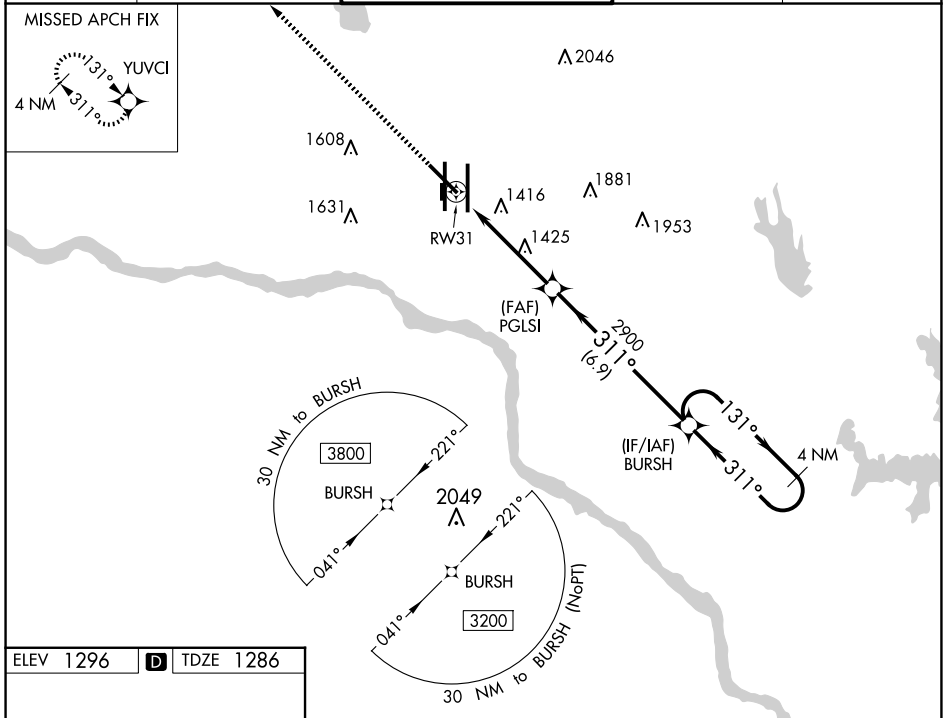 MISSED APCH FIX
131°
YUVCI
4 NM
311°
2046
1608
1416
1881
1631
1953
RW31
1425
(FAF)
PGLSI
2900
311°
(6.9)
30 NM to BURSH
131°
3800
221°
(IF/IAF)
BURSH
4 NM
311°
BURSH
2049
221°
041°
BURSH
3200
041°
30 NM to BURSH (NoPT)
ELEV 1296 D TDZE 1286